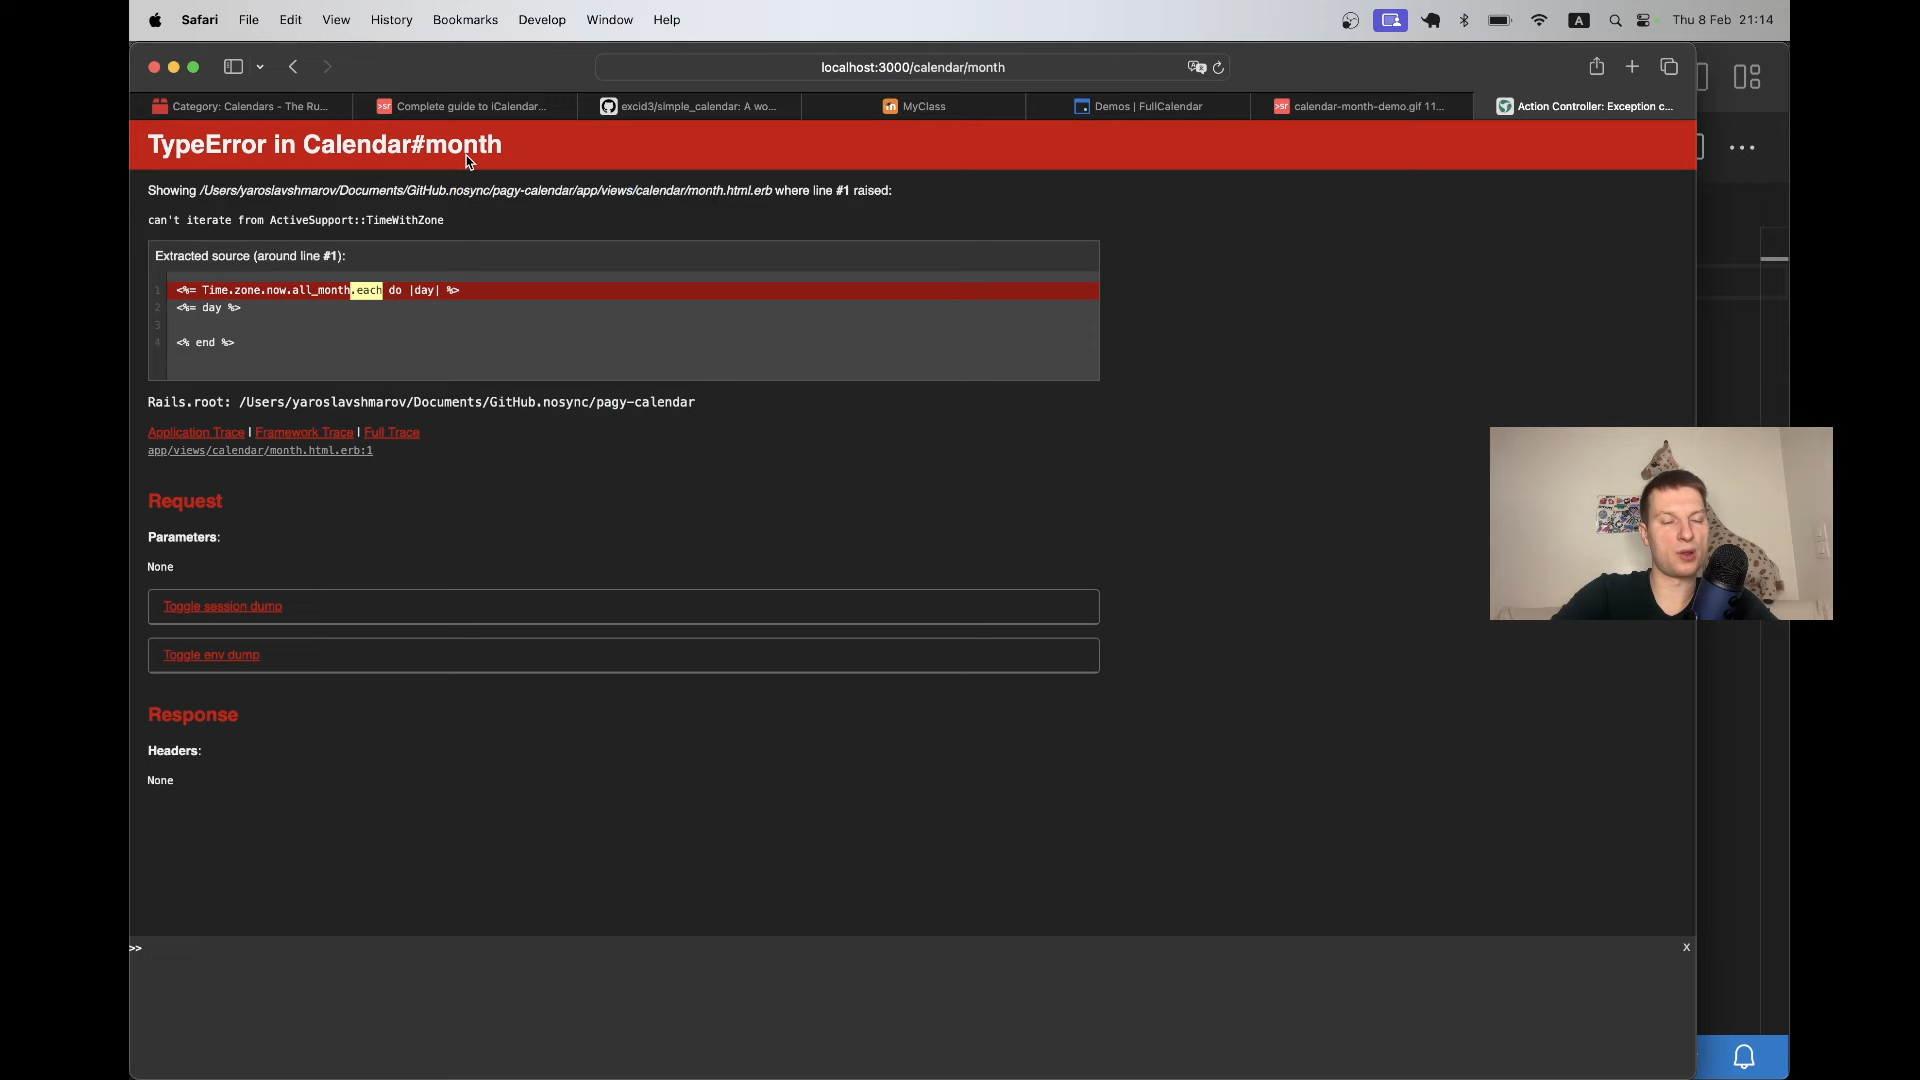 Safari File Edit View History Bookmarks Develop Window Help A Thu 8 Feb 21:14
localhost:3000/calendar/month
Category: Calendars - The Ru... >sr Complete guide to iCalendar... excid3/simple_calendar: A wo... MyClass Demos | FullCalendar >sr calendar-month-demo.gif 11... Action Controller: Exception c...
TypeError in Calendar#month
Showing /Users/yaroslavshmarov/Documents/GitHub.nosync/pagy-calendar/app/views/calendar/month.html.erb where line #1 raised:
can't iterate from ActiveSupport::TimeWithZone
Extracted source (around line #1):
1 <%= Time.zone.now.all_month.each do |day| %>
2 <%= day %>
3
4 <% end %>
Rails.root: /Users/yaroslavshmarov/Documents/GitHub.nosync/pagy-calendar
Application Trace | Framework Trace | Full Trace
app/views/calendar/month.html.erb:1
Request
Parameters:
None
Toggle session dump
Toggle env dump
Response
Headers:
None
>> x